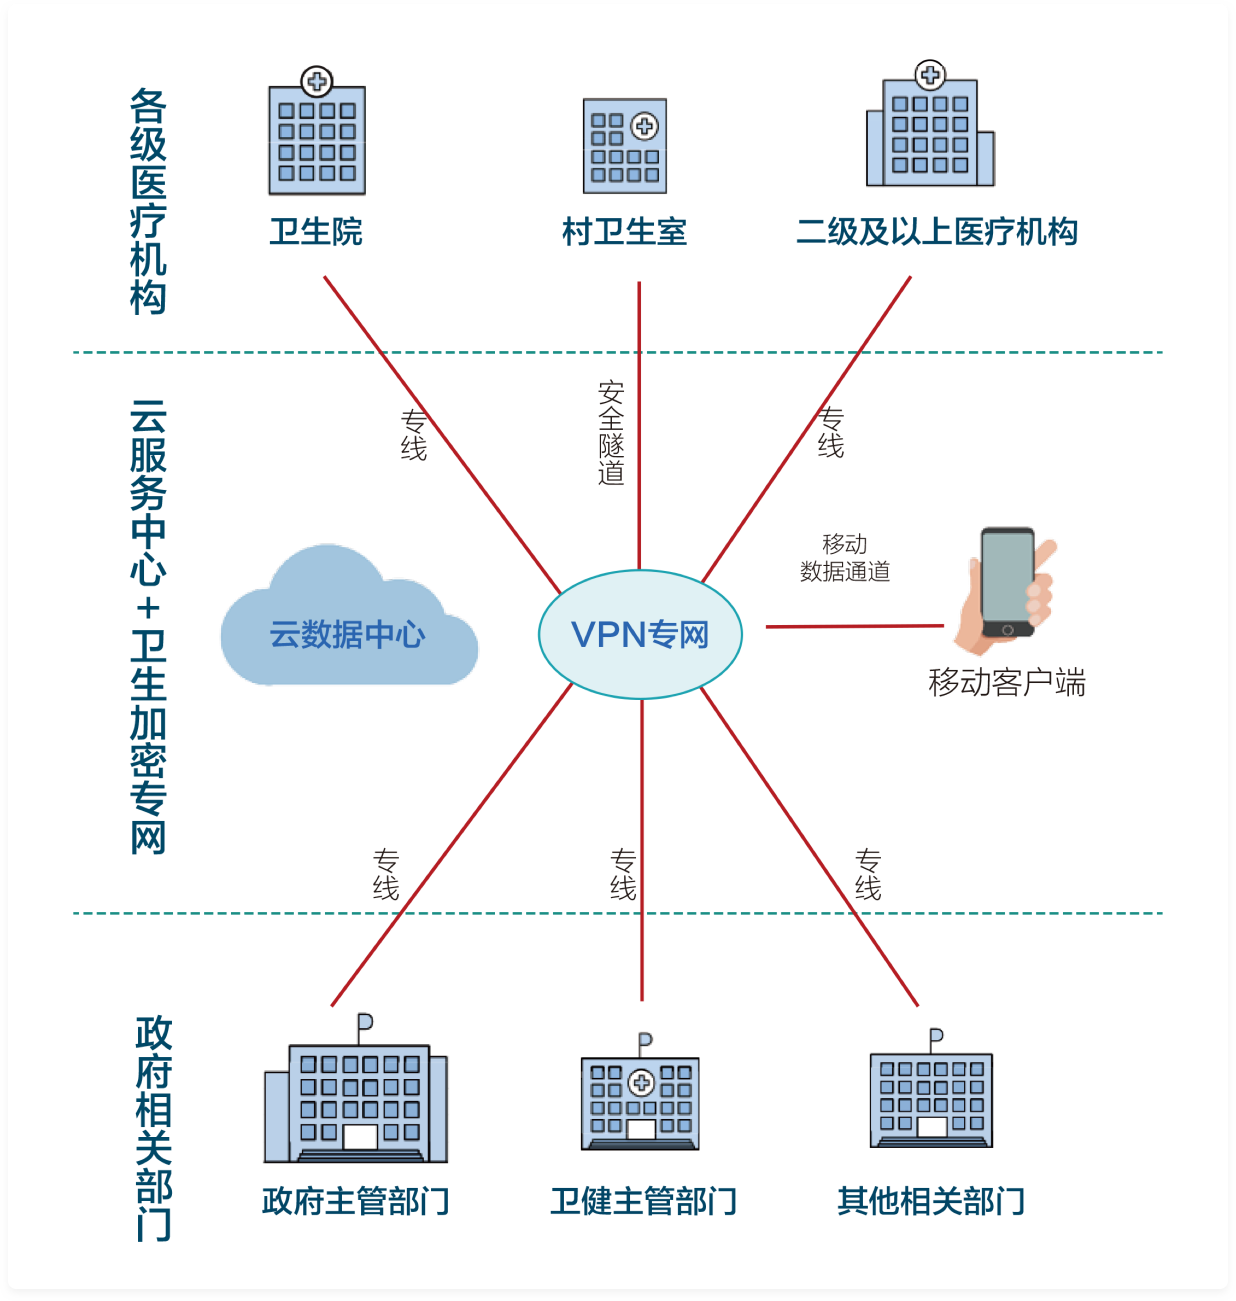 各级医疗机构
卫生院
村卫生室
二级及以上医疗机构
云服务中心+卫生加密专网
专线
安全隧道
专线
移动
数据通道
云数据中心
VPN专网
移动客户端
专线
专线
专线
政府相关部门
政府主管部门
卫健主管部门
其他相关部门